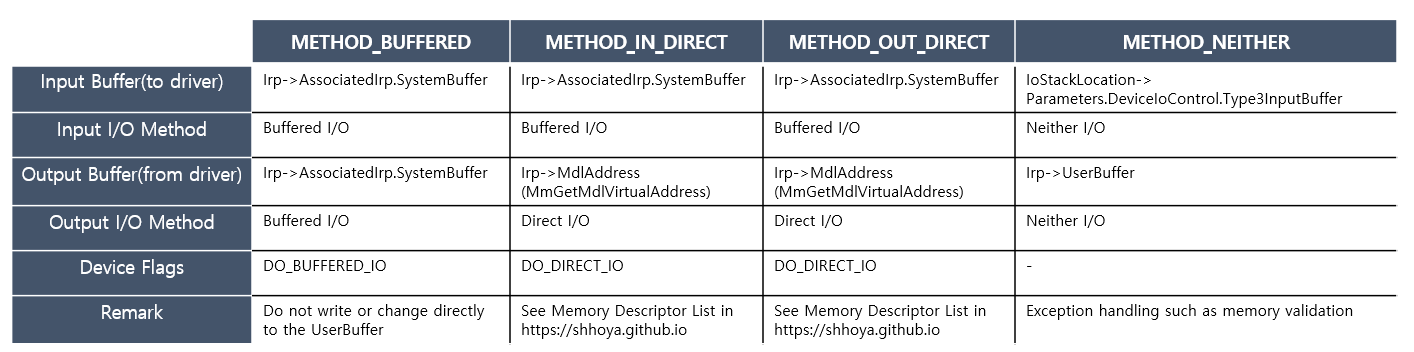 METHOD_BUFFERED METHOD_IN_DIRECT METHOD_OUT_DIRECT METHOD_NEITHER
Input Buffer(to driver) Irp->AssociatedIrp.SystemBuffer Irp->AssociatedIrp.SystemBuffer Irp->AssociatedIrp.SystemBuffer IoStackLocation->
Parameters.DeviceIoControl.Type3InputBuffer
Input I/O Method Buffered I/O Buffered I/O Buffered I/O Neither I/O
Output Buffer(from driver) Irp->AssociatedIrp.SystemBuffer Irp->MdlAddress Irp->MdlAddress Irp->UserBuffer
(MmGetMdlVirtualAddress) (MmGetMdlVirtualAddress)
Output I/O Method Buffered I/O Direct I/O Direct I/O Neither I/O
Device Flags DO_BUFFERED_IO DO_DIRECT_IO DO_DIRECT_IO -
Remark Do not write or change directly See Memory Descriptor List in See Memory Descriptor List in Exception handling such as memory validation
to the UserBuffer https://shhoya.github.io https://shhoya.github.io